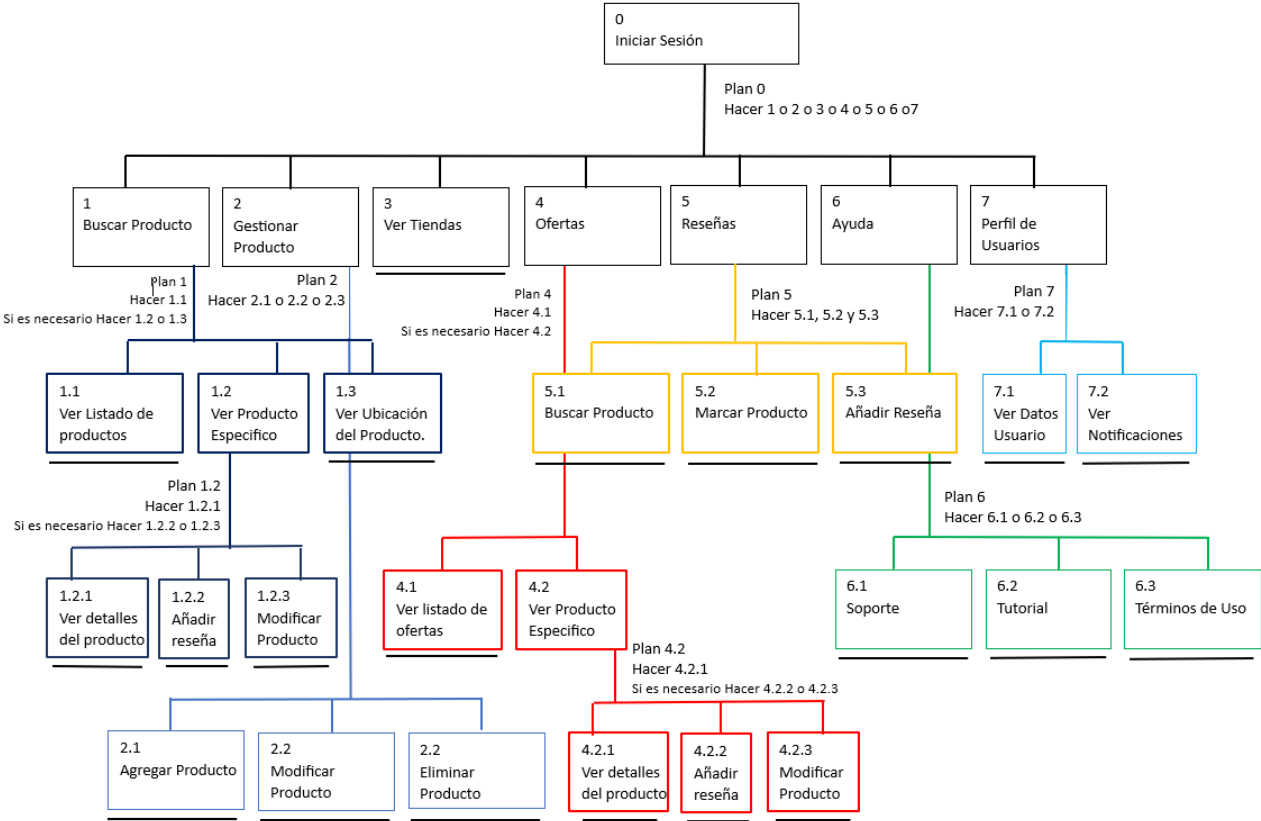 0
Iniciar Sesión
Plan 0
Hacer 1 o 2 o 3 o 4 o 5 o 6 o7
1
Buscar Producto
2
Gestionar
Producto
3
Ver Tiendas
4
Ofertas
5
Reseñas
6
Ayuda
7
Perfil de
Usuarios
Plan 1
Hacer 1.1
Si es necesario Hacer 1.2 o 1.3
Plan 2
Hacer 2.1 o 2.2 o 2.3
Plan 4
Hacer 4.1
Si es necesario Hacer 4.2
Plan 5
Hacer 5.1, 5.2 y 5.3
Plan 7
Hacer 7.1 o 7.2
1.1
Ver Listado de
productos
1.2
Ver Producto
Especifico
1.3
Ver Ubicación
del Producto.
5.1
Buscar Producto
5.2
Marcar Producto
5.3
Añadir Reseña
7.1
Ver Datos
Usuario
7.2
Ver
Notificaciones
Plan 1.2
Hacer 1.2.1
Si es necesario Hacer 1.2.2 o 1.2.3
Plan 6
Hacer 6.1 o 6.2 o 6.3
1.2.1
Ver detalles
del producto
1.2.2
Añadir
reseña
1.2.3
Modificar
Producto
4.1
Ver listado de
ofertas
4.2
Ver Producto
Especifico
6.1
Soporte
6.2
Tutorial
6.3
Términos de Uso
Plan 4.2
Hacer 4.2.1
Si es necesario Hacer 4.2.2 o 4.2.3
2.1
Agregar Producto
2.2
Modificar
Producto
2.2
Eliminar
Producto
4.2.1
Ver detalles
del producto
4.2.2
Añadir
reseña
4.2.3
Modificar
Producto